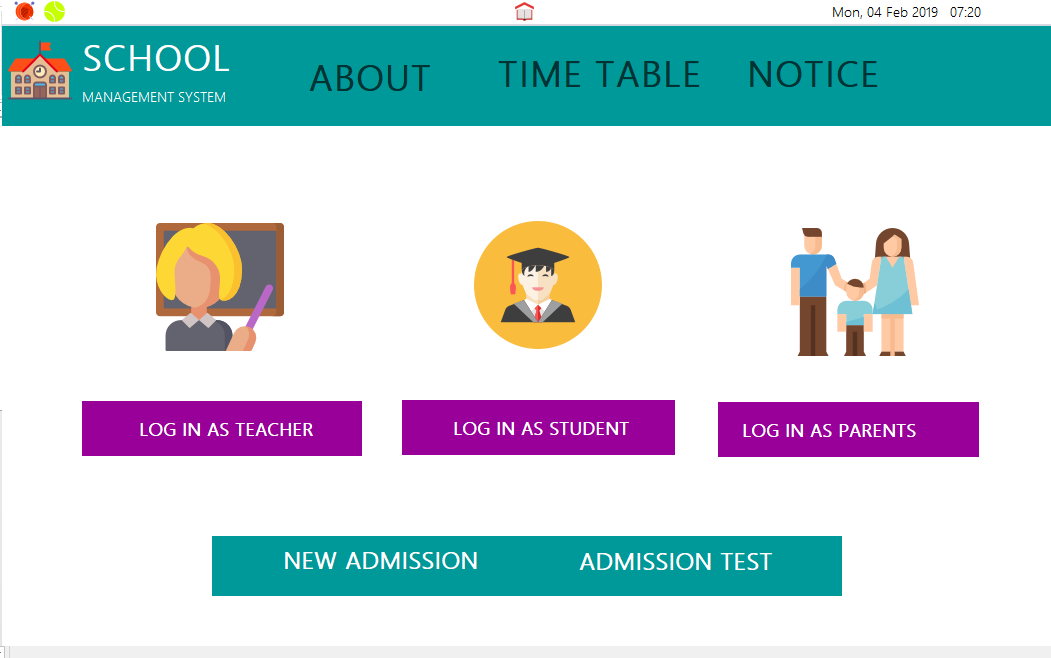 Mon, 04 Feb 2019 07:20
SCHOOL
MANAGEMENT SYSTEM
ABOUT
TIME TABLE
NOTICE
LOG IN AS TEACHER
LOG IN AS STUDENT
LOG IN AS PARENTS
NEW ADMISSION
ADMISSION TEST